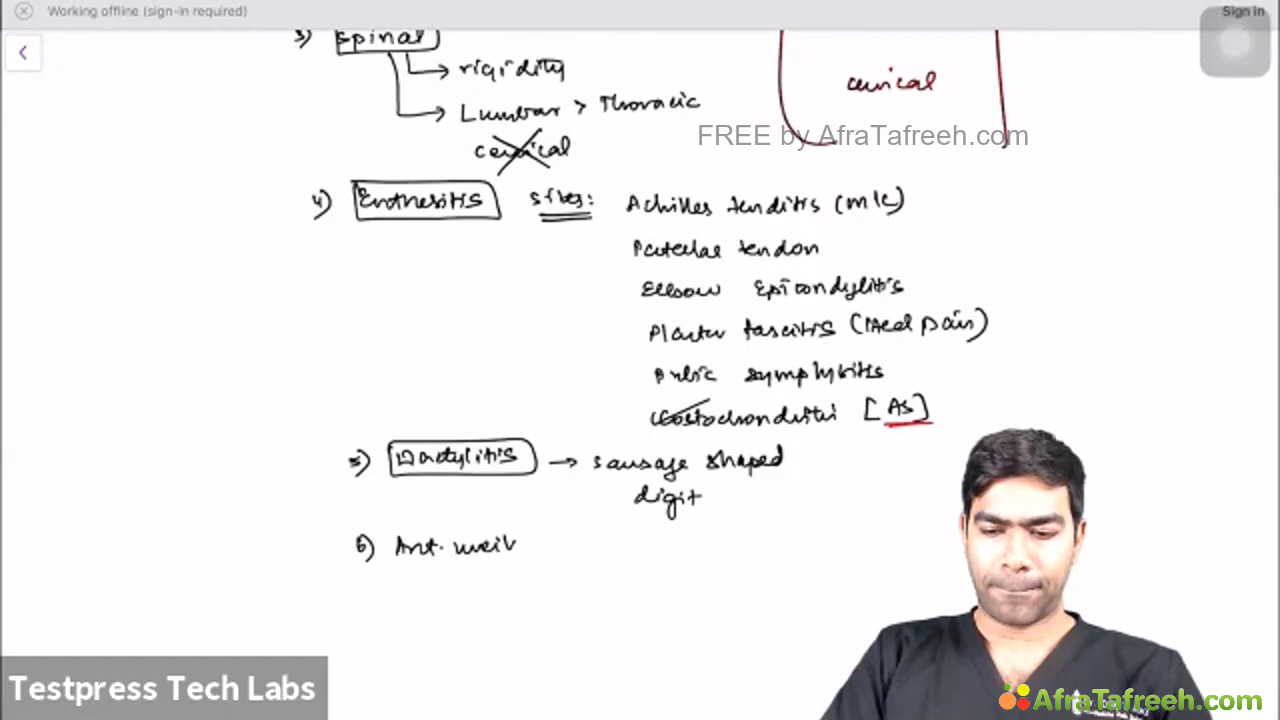 Working offline (sign-in required)
Sign in
3) Spinal
→ rigidity
→ Lumbar > Thoracic
cervical
cervical
FREE by AfraTafreeh.com
4) Enthesitis sites: Achilles tenditis (m/c)
Patellar tendon
Elbow Epicondylitis
Plantar fascitis (Heel pain)
Pubic symphysitis
Costochondritis [AS]
5) Dactylitis → sausage shaped
digit
6) Ant.
Testpress Tech Labs
AfraTafreeh.com